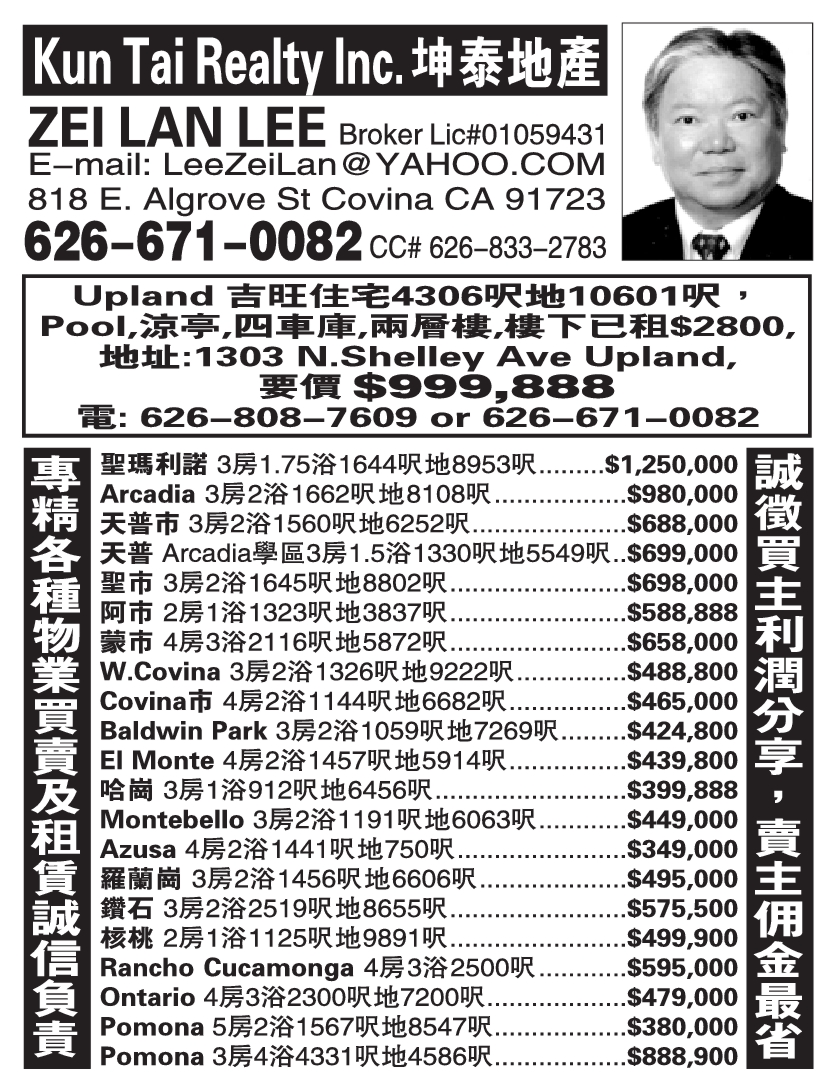 Kun Tai Realty Inc. 坤泰地產
ZEI LAN LEE Broker Lic#01059431
E-mail: LeeZeiLan@YAHOO.COM
818 E. Algrove St Covina CA 91723
626-671-0082 CC# 626-833-2783
Upland 吉旺住宅4306呎地10601呎，
Pool,涼亭,四車庫,兩層樓,樓下已租$2800,
地址:1303 N.Shelley Ave Upland,
要價 $999,888
電: 626-808-7609 or 626-671-0082
專精各種物業買賣及租賃誠信負責
聖瑪利諾 3房1.75浴1644呎地8953呎.........$1,250,000
Arcadia 3房2浴1662呎地8108呎..................$980,000
天普市 3房2浴1560呎地6252呎.....................$688,000
天普 Arcadia學區3房1.5浴1330呎地5549呎..$699,000
聖市 3房2浴1645呎地8802呎........................$698,000
阿市 2房1浴1323呎地3837呎........................$588,888
蒙市 4房3浴2116呎地5872呎........................$658,000
W.Covina 3房2浴1326呎地9222呎...............$488,800
Covina市 4房2浴1144呎地6682呎.................$465,000
Baldwin Park 3房2浴1059呎地7269呎.........$424,800
El Monte 4房2浴1457呎地5914呎................$439,800
哈崗 3房1浴912呎地6456呎..........................$399,888
Montebello 3房2浴1191呎地6063呎............$449,000
Azusa 4房2浴1441呎地750呎.......................$349,000
羅蘭崗 3房2浴1456呎地6606呎....................$495,000
鑽石 3房2浴2519呎地8655呎........................$575,500
核桃 2房1浴1125呎地9891呎........................$499,900
Rancho Cucamonga 4房3浴2500呎............$595,000
Ontario 4房3浴2300呎地7200呎...................$479,000
Pomona 5房2浴1567呎地8547呎..................$380,000
Pomona 3房4浴4331呎地4586呎..................$888,900
誠徵買主利潤分享，賣主佣金最省